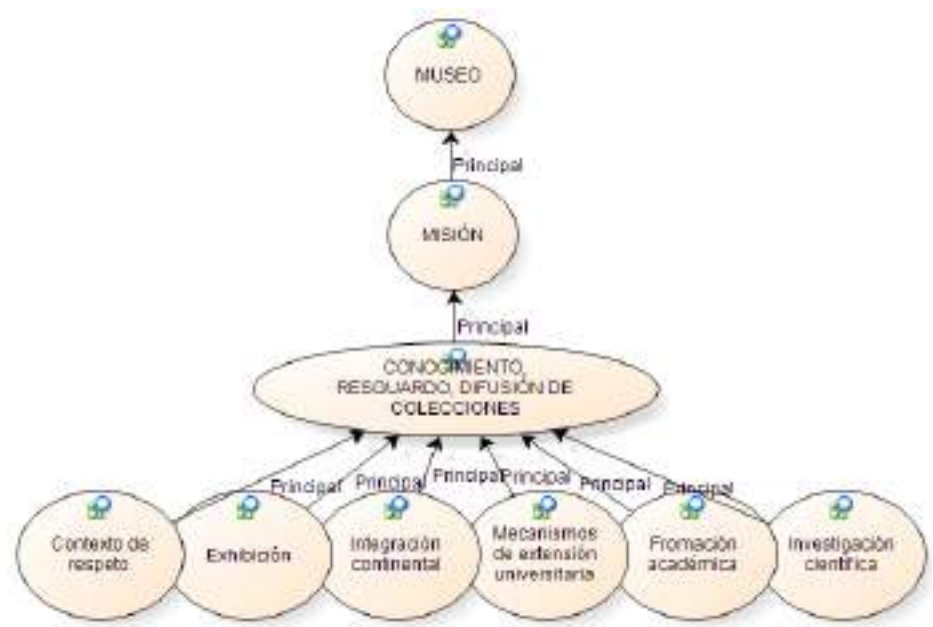 MUSEO
Principal
MISIÓN
Principal
CONOCIMIENTO,
RESGUARDO, DIFUSIÓN DE
COLECCIONES
Principal
Principal
Principal
Principal
Principal
Principal
Contexto de
respeto
Exhibición
Integración
continental
Mecanismos
de extensión
universitaria
Fromación
académica
Investigación
científica